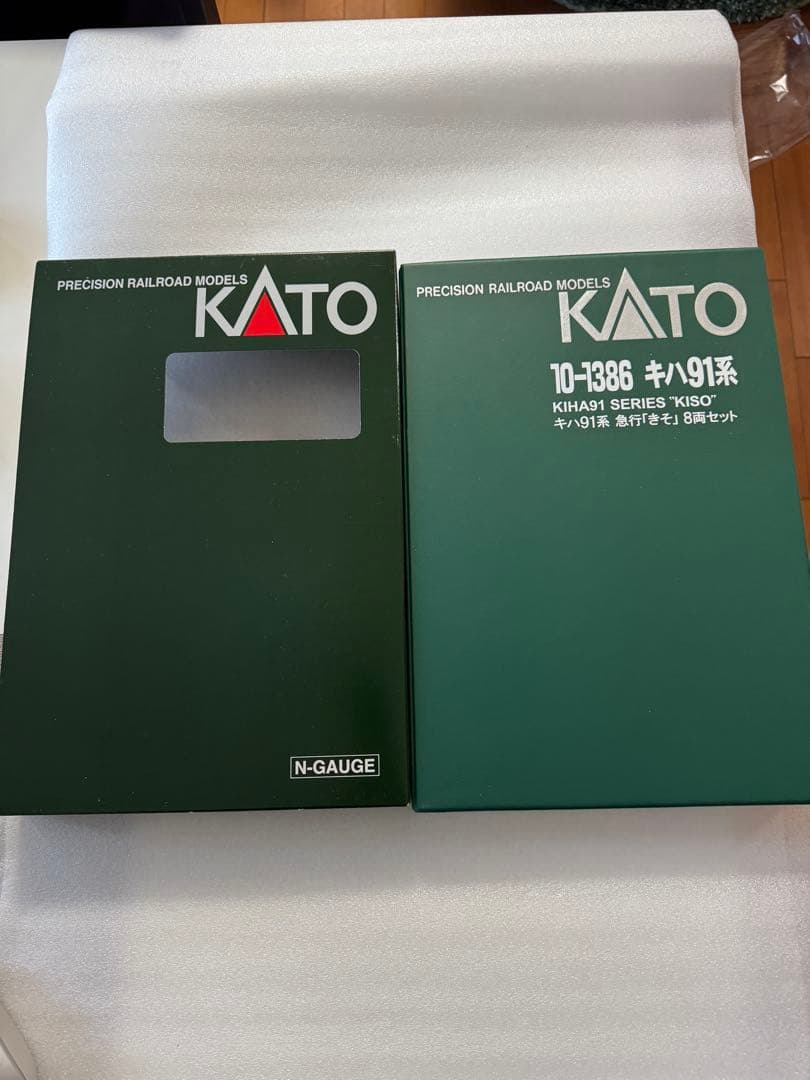 PRECISION RAILROAD MODELS
KATO
N-GAUGE
PRECISION RAILROAD MODELS
KATO
10-1386 キハ91系
KIHA91 SERIES "KISO"
キハ91系 急行「きそ」 8両セット